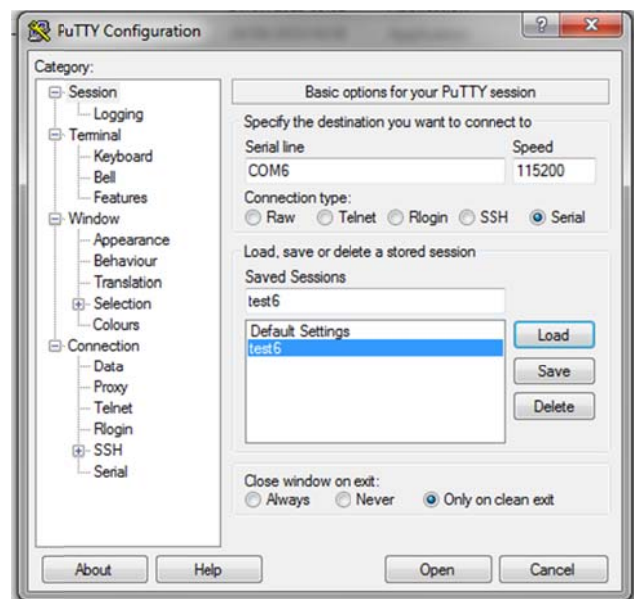 PuTTY Configuration
Category:
Session
Logging
Terminal
Keyboard
Bell
Features
Window
Appearance
Behaviour
Translation
Selection
Colours
Connection
Data
Proxy
Telnet
Rlogin
SSH
Serial
Basic options for your PuTTY session
Specify the destination you want to connect to
Serial line Speed
COM6 115200
Connection type:
Raw Telnet Rlogin SSH Serial
Load, save or delete a stored session
Saved Sessions
test6
Default Settings
test6
Load
Save
Delete
Close window on exit:
Always Never Only on clean exit
About Help Open Cancel